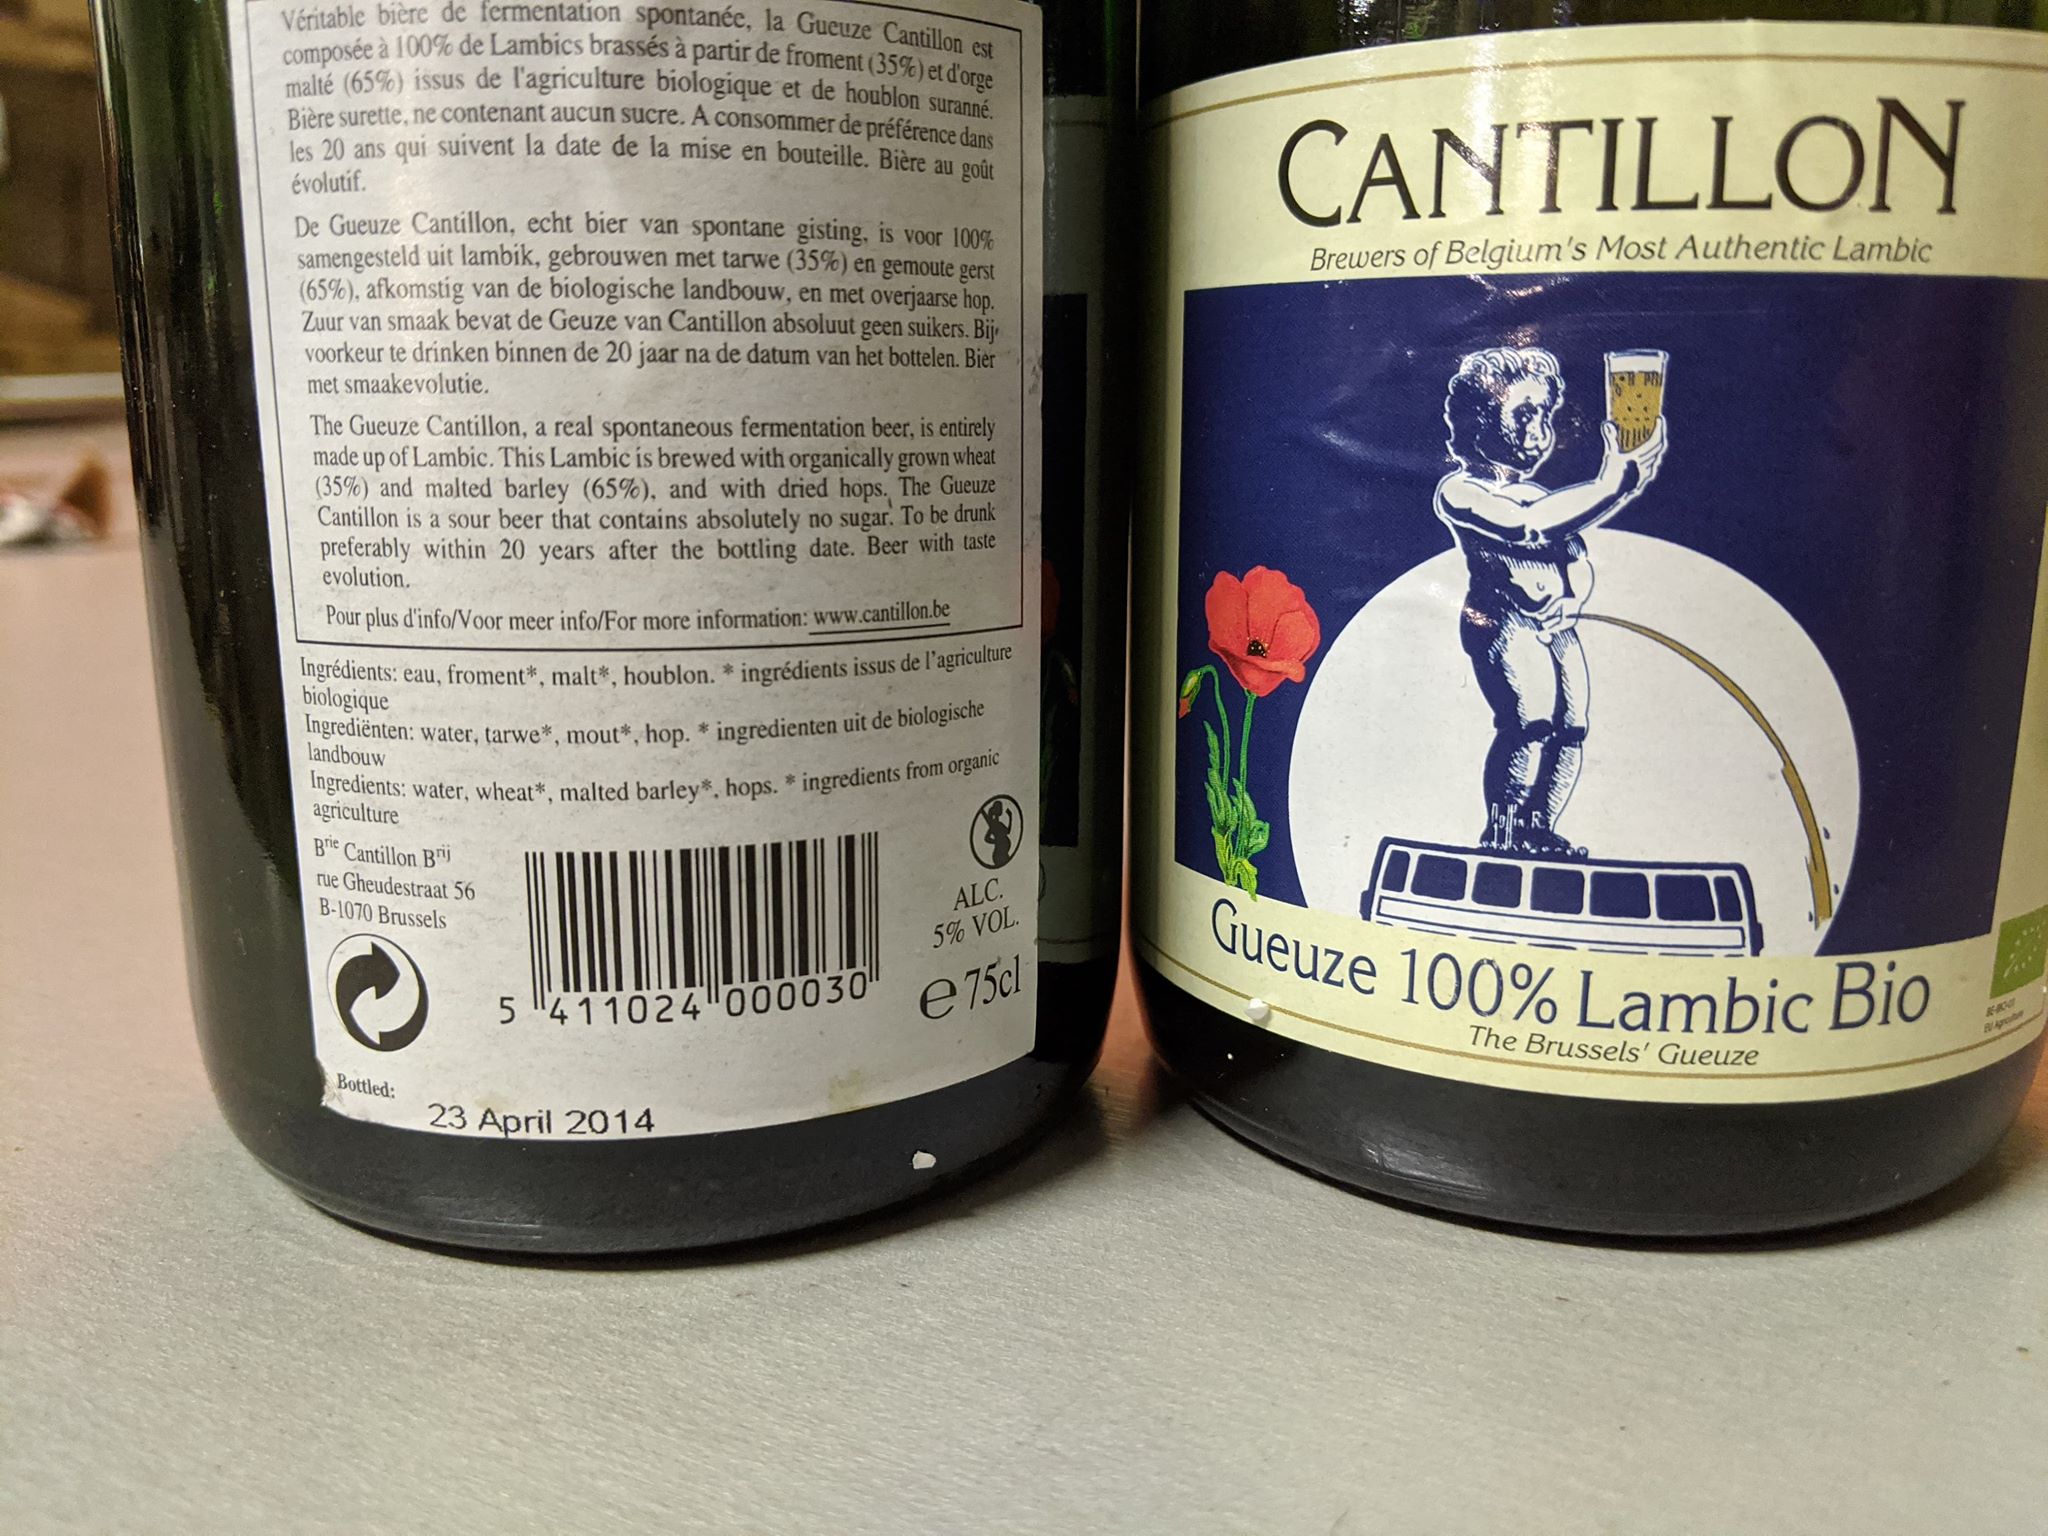 Véritable bière de fermentation spontanée, la Gueuze Cantillon est
composée à 100% de Lambics brassés à partir de froment (35%) et d'orge
malté (65%) issus de l'agriculture biologique et de houblon suranné.
Bière surette, ne contenant aucun sucre. A consommer de préférence dans
les 20 ans qui suivent la date de la mise en bouteille. Bière au goût
évolutif.
De Gueuze Cantillon, echt bier van spontane gisting, is voor 100%
samengesteld uit lambik, gebrouwen met tarwe (35%) en gemoute gerst
(65%), afkomstig van de biologische landbouw, en met overjaarse hop.
Zuur van smaak bevat de Geuze van Cantillon absoluut geen suikers. Bij-
voorkeur te drinken binnen de 20 jaar na de datum van het bottelen. Bier
met smaakevolutie.
The Gueuze Cantillon, a real spontaneous fermentation beer, is entirely
made up of Lambic. This Lambic is brewed with organically grown wheat
(35%) and malted barley (65%), and with dried hops. The Gueuze
Cantillon is a sour beer that contains absolutely no sugar. To be drunk
preferably within 20 years after the bottling date. Beer with taste
evolution.
Pour plus d'info/Voor meer info/For more information: www.cantillon.be
Ingrédients: eau, froment*, malt*, houblon. * ingrédients issus de l'agriculture
biologique
Ingrediënten: water, tarwe*, mout*, hop. * ingredienten uit de biologische
landbouw
Ingredients: water, wheat*, malted barley*, hops. * ingredients from organic
agriculture
Brie Cantillon Brij
rue Gheudestraat 56
B-1070 Brussels
ALC.
5% VOL.
e 75cl
5 411024 000030
Bottled:
23 April 2014
CANTILLON
Brewers of Belgium's Most Authentic Lambic
Gueuze 100% Lambic Bio
The Brussels' Gueuze
EU Agriculture